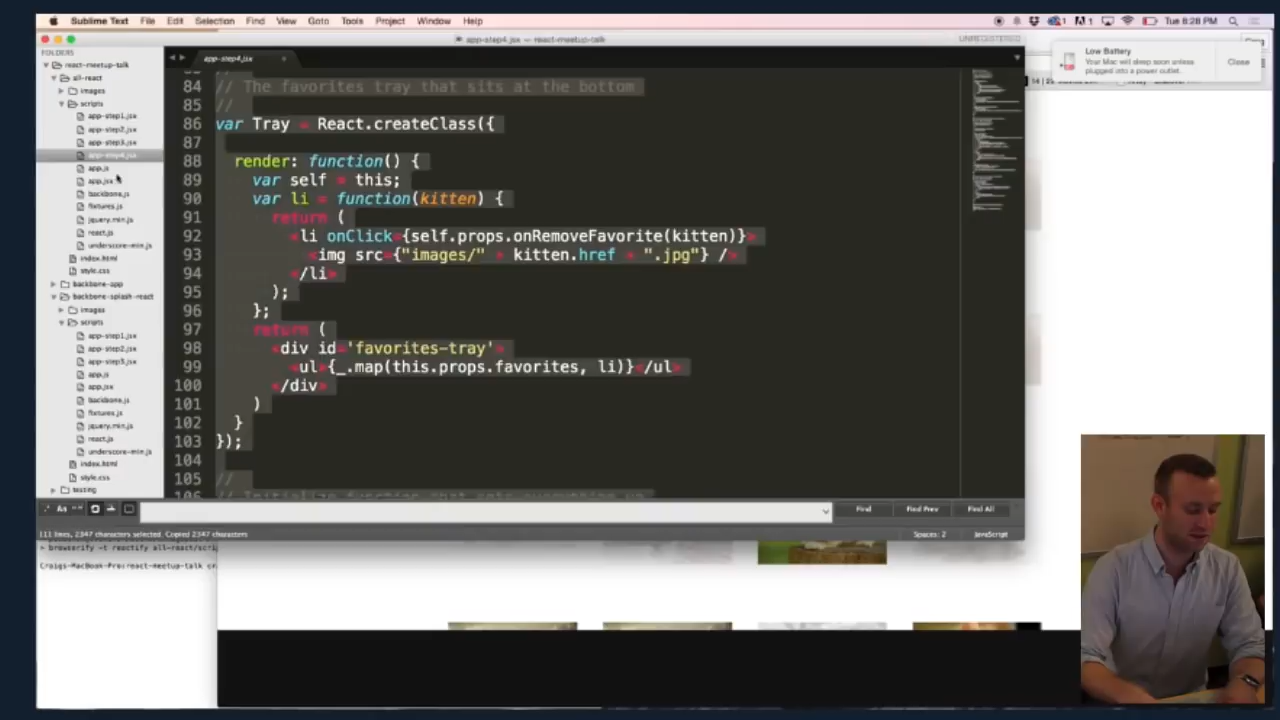 Sublime Text File Edit Selection Find View Goto Tools Project Window Help
Tue 8:28 PM
app-step4.jsx — react-meetup-talk
UNREGISTERED
Low Battery
Your Mac will sleep soon unless
plugged into a power outlet.
Close
FOLDERS
react-meetup-talk
all-react
images
scripts
app-step1.jsx
app-step2.jsx
app-step3.jsx
app-step4.jsx
app.js
app.jsx
backbone.js
fixtures.js
jquery.min.js
react.js
underscore-min.js
index.html
style.css
backbone-app
backbone-splash-react
images
scripts
app-step1.jsx
app-step2.jsx
app-step3.jsx
app.js
app.jsx
backbone.js
fixtures.js
jquery.min.js
react.js
underscore-min.js
index.html
style.css
testing
app-step4.jsx
84 // The favorites tray that sits at the bottom
85 //
86 var Tray = React.createClass({
87
88 render: function() {
89 var self = this;
90 var li = function(kitten) {
91 return (
92 <li onClick={self.props.onRemoveFavorite(kitten)}>
93 <img src={"images/" + kitten.href + ".jpg"} />
94 </li>
95 );
96 };
97 return (
98 <div id='favorites-tray'>
99 <ul>{_.map(this.props.favorites, li)}</ul>
100 </div>
101 )
102 }
103 });
104
105 //
106 // Initialize function that sets everything up
Find Find Prev Find All
111 lines, 2347 characters selected. Copied 2347 characters
Spaces: 2 JavaScript
> browserify -t reactify all-react/scri
Craigs-MacBook-Pro:react-meetup-talk cr